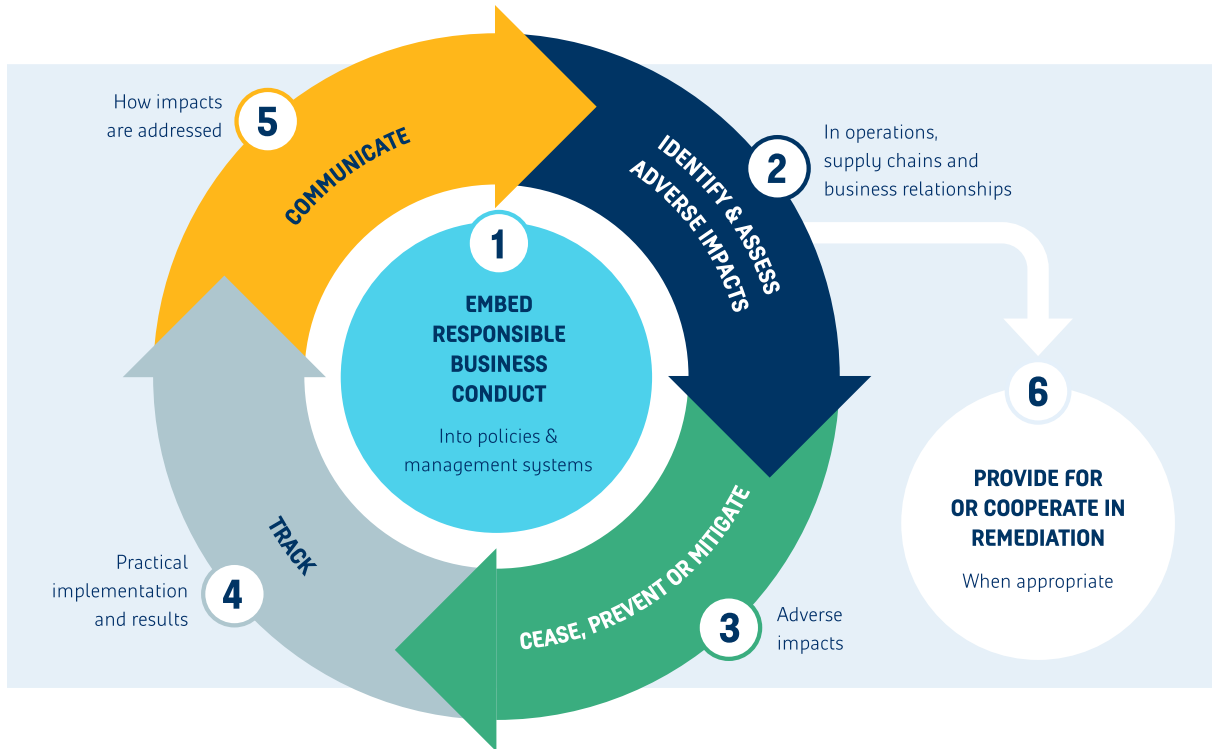 1
EMBED
RESPONSIBLE
BUSINESS
CONDUCT
Into policies &
management systems
2
IDENTIFY & ASSESS
ADVERSE IMPACTS
In operations,
supply chains and
business relationships
3
CEASE, PREVENT OR MITIGATE
Adverse
impacts
4
TRACK
Practical
implementation
and results
5
COMMUNICATE
How impacts
are addressed
6
PROVIDE FOR
OR COOPERATE IN
REMEDIATION
When appropriate